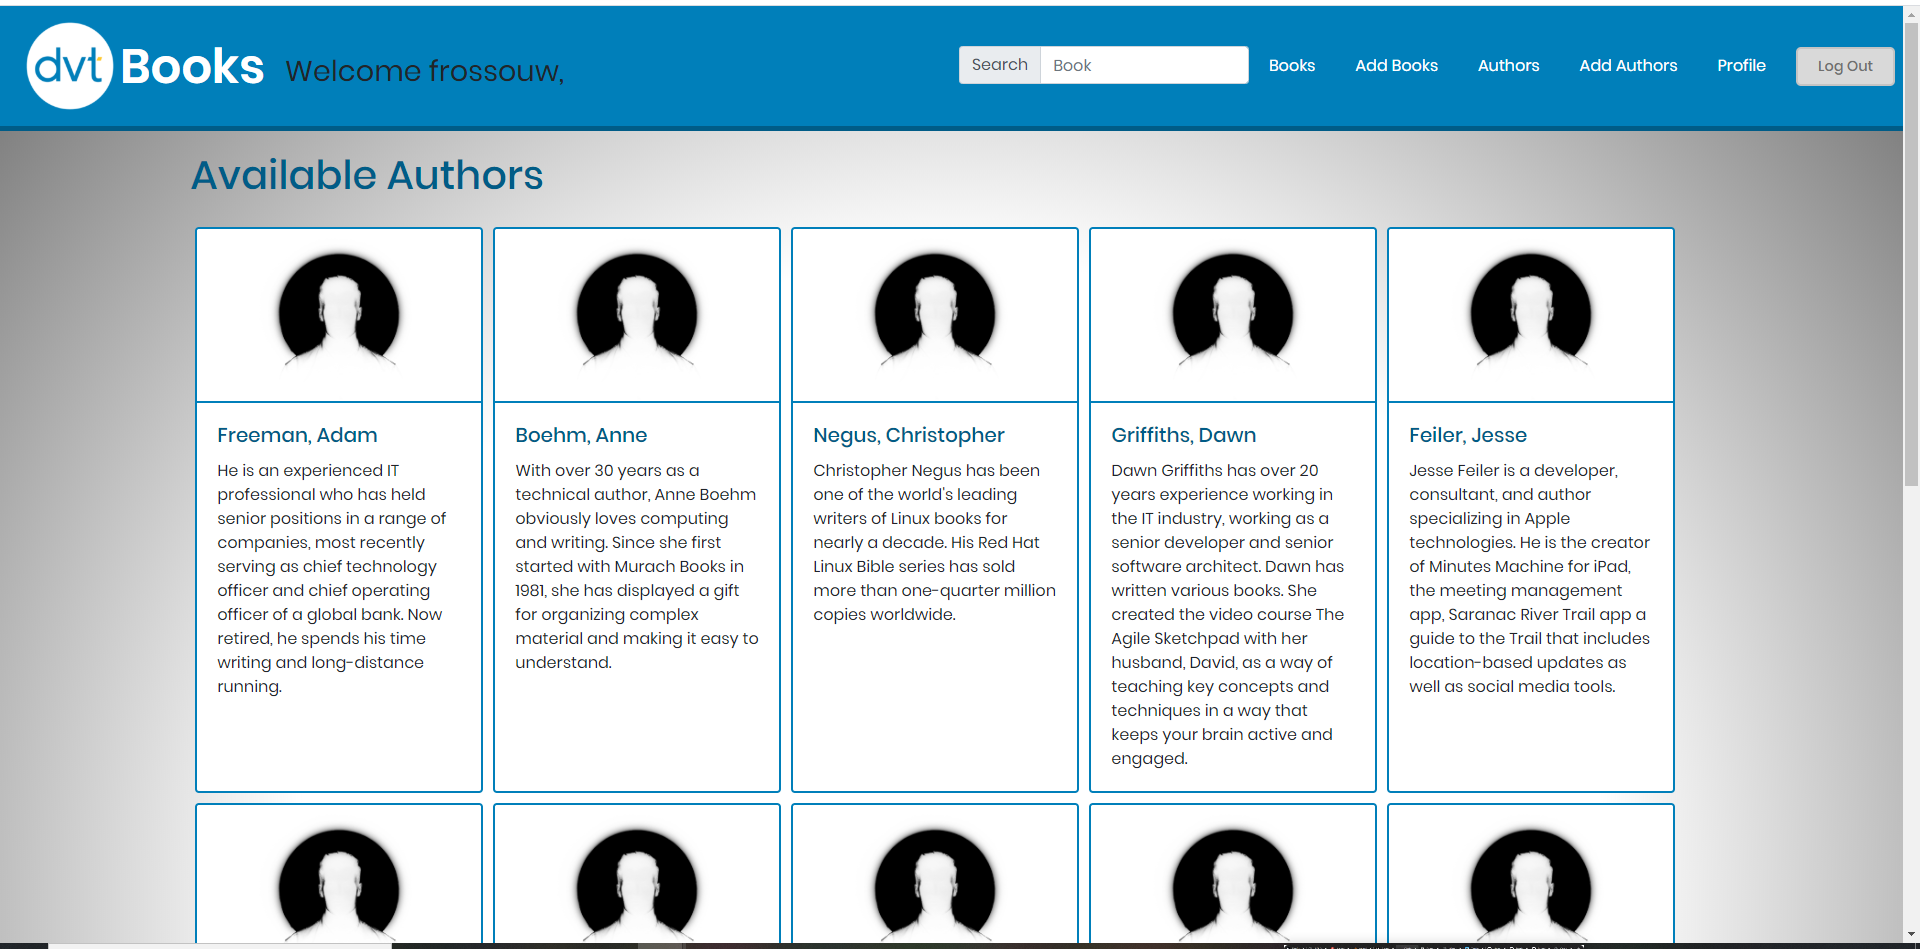 dvt Books Welcome frossouw, Search Book Books Add Books Authors Add Authors Profile Log Out
Available Authors
Freeman, Adam
He is an experienced IT
professional who has held
senior positions in a range of
companies, most recently
serving as chief technology
officer and chief operating
officer of a global bank. Now
retired, he spends his time
writing and long-distance
running.
Boehm, Anne
With over 30 years as a
technical author, Anne Boehm
obviously loves computing
and writing. Since she first
started with Murach Books in
1981, she has displayed a gift
for organizing complex
material and making it easy to
understand.
Negus, Christopher
Christopher Negus has been
one of the world's leading
writers of Linux books for
nearly a decade. His Red Hat
Linux Bible series has sold
more than one-quarter million
copies worldwide.
Griffiths, Dawn
Dawn Griffiths has over 20
years experience working in
the IT industry, working as a
senior developer and senior
software architect. Dawn has
written various books. She
created the video course The
Agile Sketchpad with her
husband, David, as a way of
teaching key concepts and
techniques in a way that
keeps your brain active and
engaged.
Feiler, Jesse
Jesse Feiler is a developer,
consultant, and author
specializing in Apple
technologies. He is the creator
of Minutes Machine for iPad,
the meeting management
app, Saranac River Trail app a
guide to the Trail that includes
location-based updates as
well as social media tools.